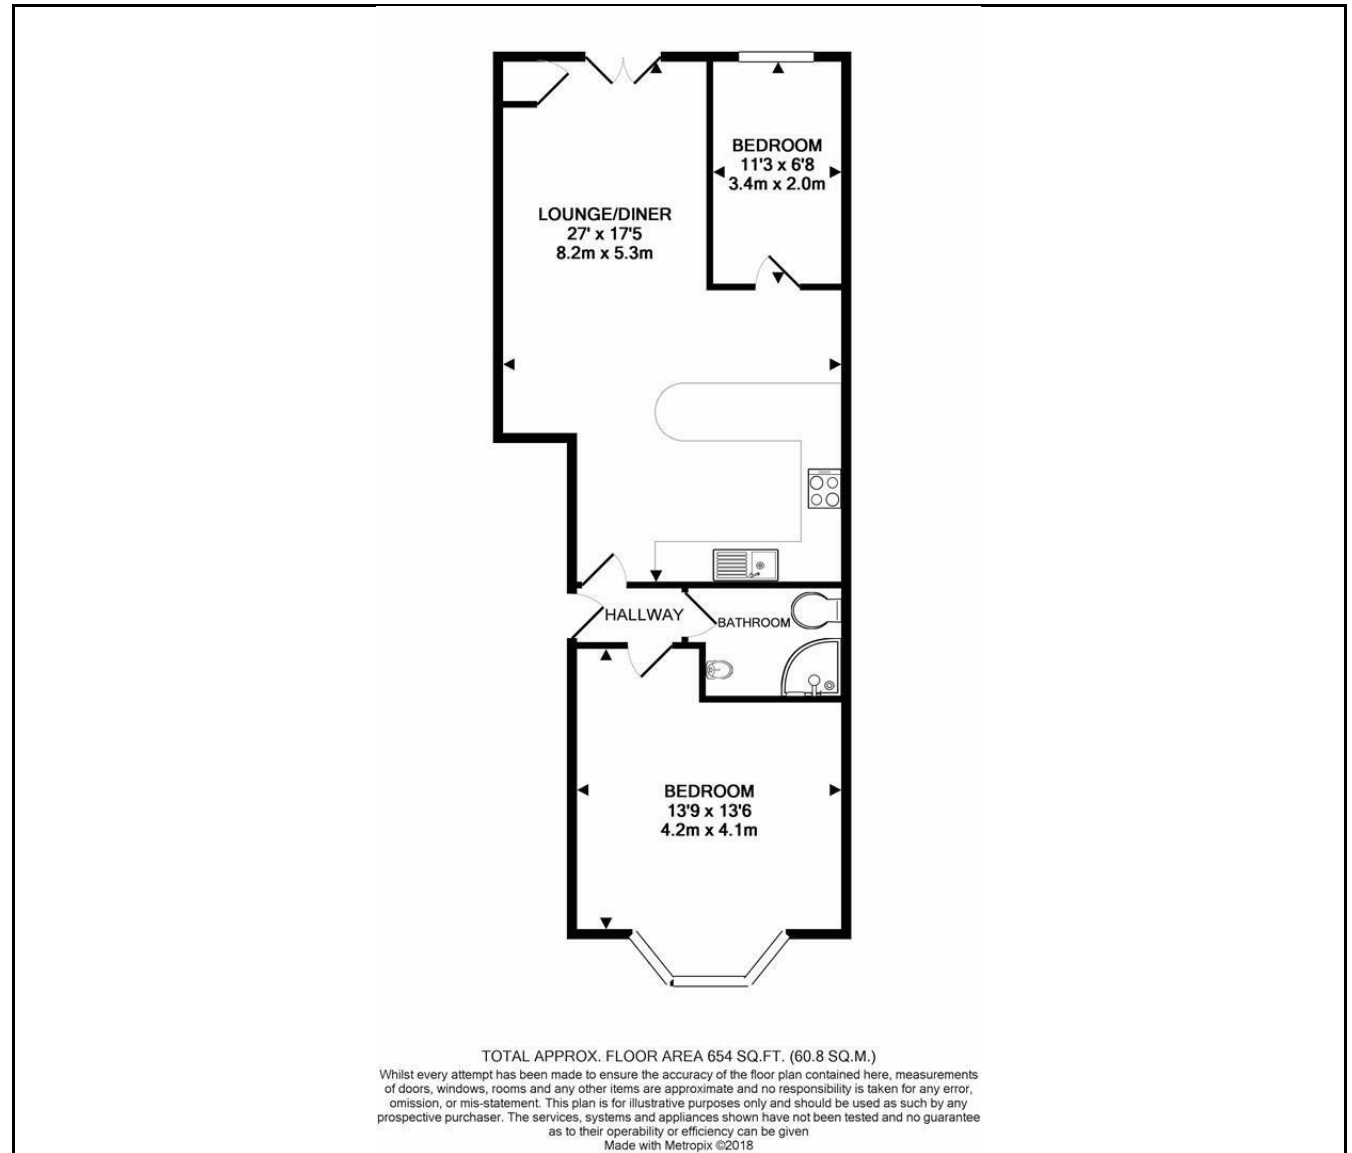 BEDROOM
11'3 x 6'8
3.4m x 2.0m
LOUNGE/DINER
27' x 17'5
8.2m x 5.3m
HALLWAY
BATHROOM
BEDROOM
13'9 x 13'6
4.2m x 4.1m
TOTAL APPROX. FLOOR AREA 654 SQ.FT. (60.8 SQ.M.)
Whilst every attempt has been made to ensure the accuracy of the floor plan contained here, measurements
of doors, windows, rooms and any other items are approximate and no responsibility is taken for any error,
omission, or mis-statement. This plan is for illustrative purposes only and should be used as such by any
prospective purchaser. The services, systems and appliances shown have not been tested and no guarantee
as to their operability or efficiency can be given
Made with Metropix ©2018